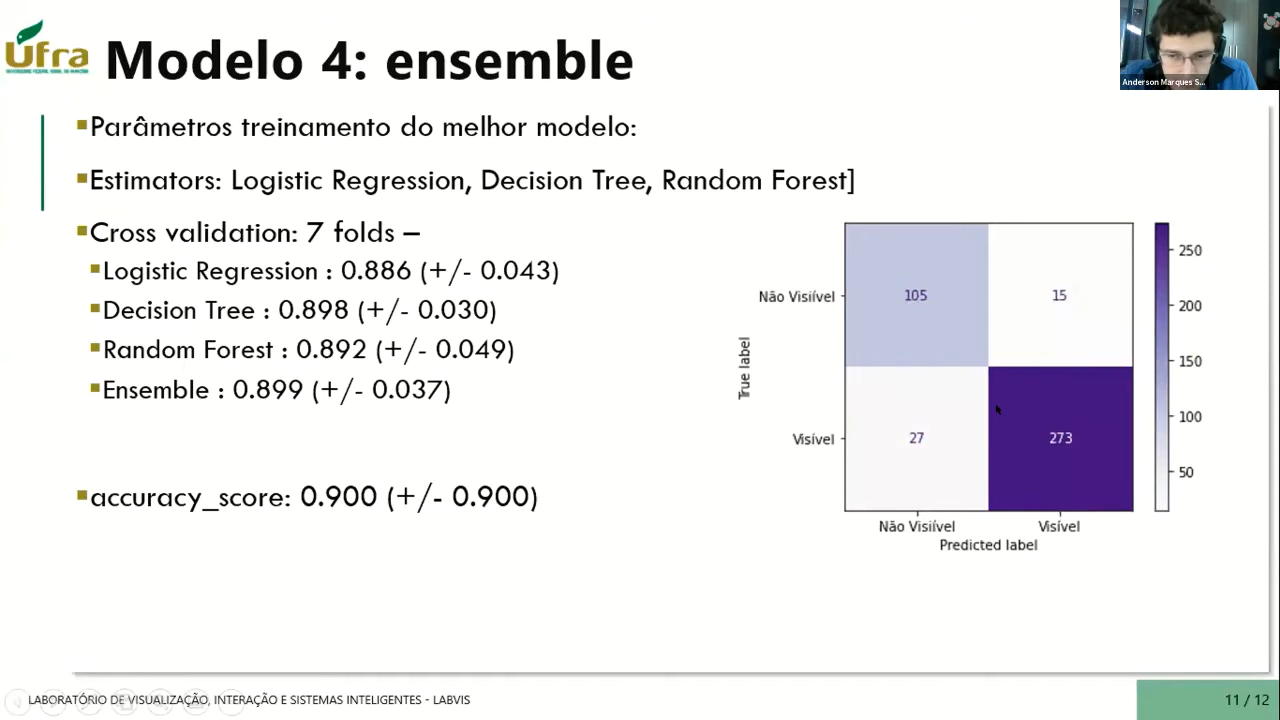 Ufra
Modelo 4: ensemble
Anderson Marques S...
Parâmetros treinamento do melhor modelo:
Estimators: Logistic Regression, Decision Tree, Random Forest]
Cross validation: 7 folds –
Logistic Regression : 0.886 (+/- 0.043)
Decision Tree : 0.898 (+/- 0.030)
Random Forest : 0.892 (+/- 0.049)
Ensemble : 0.899 (+/- 0.037)
accuracy_score: 0.900 (+/- 0.900)
True label
Não Visiível
105
15
Visível
27
273
Não Visiível
Visível
Predicted label
250
200
150
100
50
LABORATÓRIO DE VISUALIZAÇÃO, INTERAÇÃO E SISTEMAS INTELIGENTES - LABVIS
11 / 12